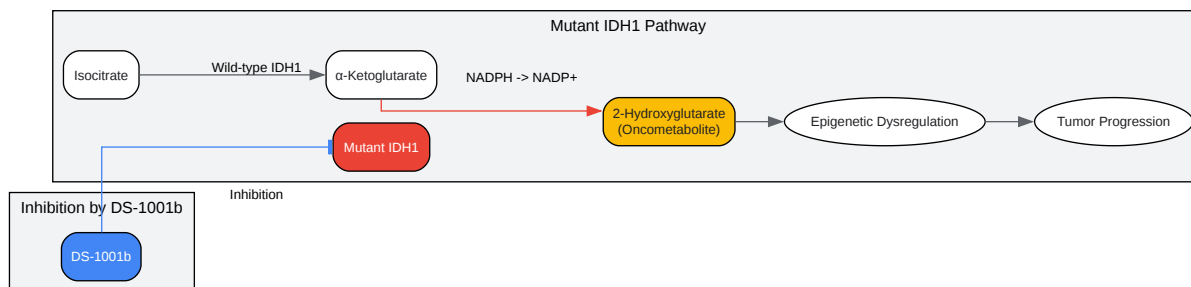 Mutant IDH1 Pathway
Isocitrate
Wild-type IDH1
α-Ketoglutarate
NADPH -> NADP+
2-Hydroxyglutarate
(Oncometabolite)
Epigenetic Dysregulation
Tumor Progression
Mutant IDH1
Inhibition
Inhibition by DS-1001b
DS-1001b